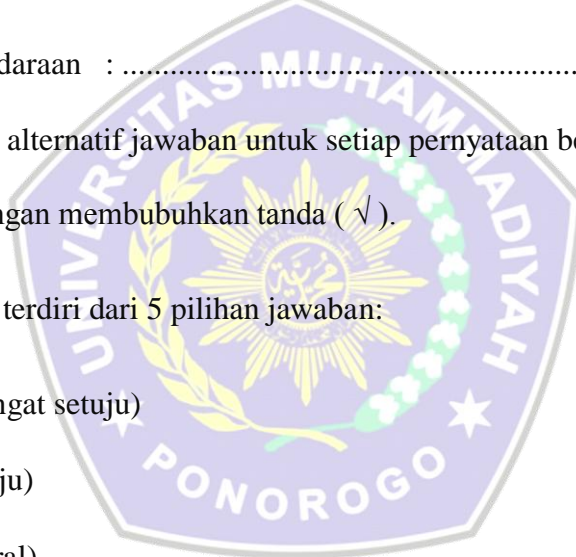 daraan : ................................................
alternatif jawaban untuk setiap pernyataan be
ngan membubuhkan tanda ( √ ).
terdiri dari 5 pilihan jawaban:
ngat setuju)
ju)
ral)
UNIVERSITAS MUHAMMADIYAH
PONOROGO